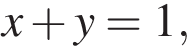 x + y = 1,